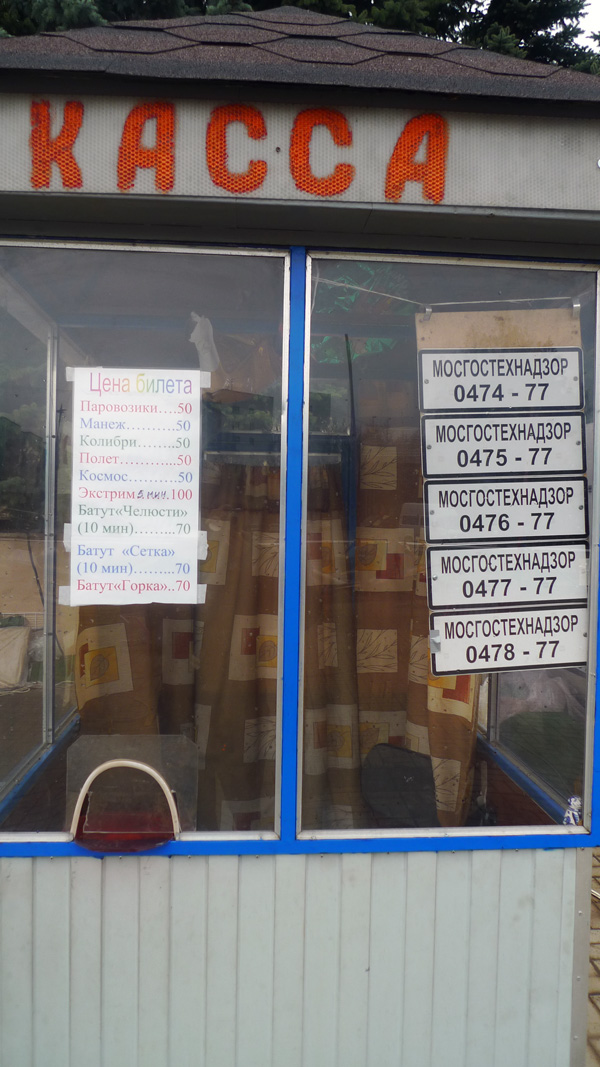 КАССА
Цена билета
Паровозики....50
Манеж..........50
Колибри........50
Полет...........50
Космос..........50
Экстрим 5 мин.100
Батут«Челюсти»
(10 мин)........70
Батут «Сетка»
(10 мин)........70
Батут«Горка»..70
МОСГОСТЕХНАДЗОР
0474 - 77
МОСГОСТЕХНАДЗОР
0475 - 77
МОСГОСТЕХНАДЗОР
0476 - 77
МОСГОСТЕХНАДЗОР
0477 - 77
МОСГОСТЕХНАДЗОР
0478 - 77